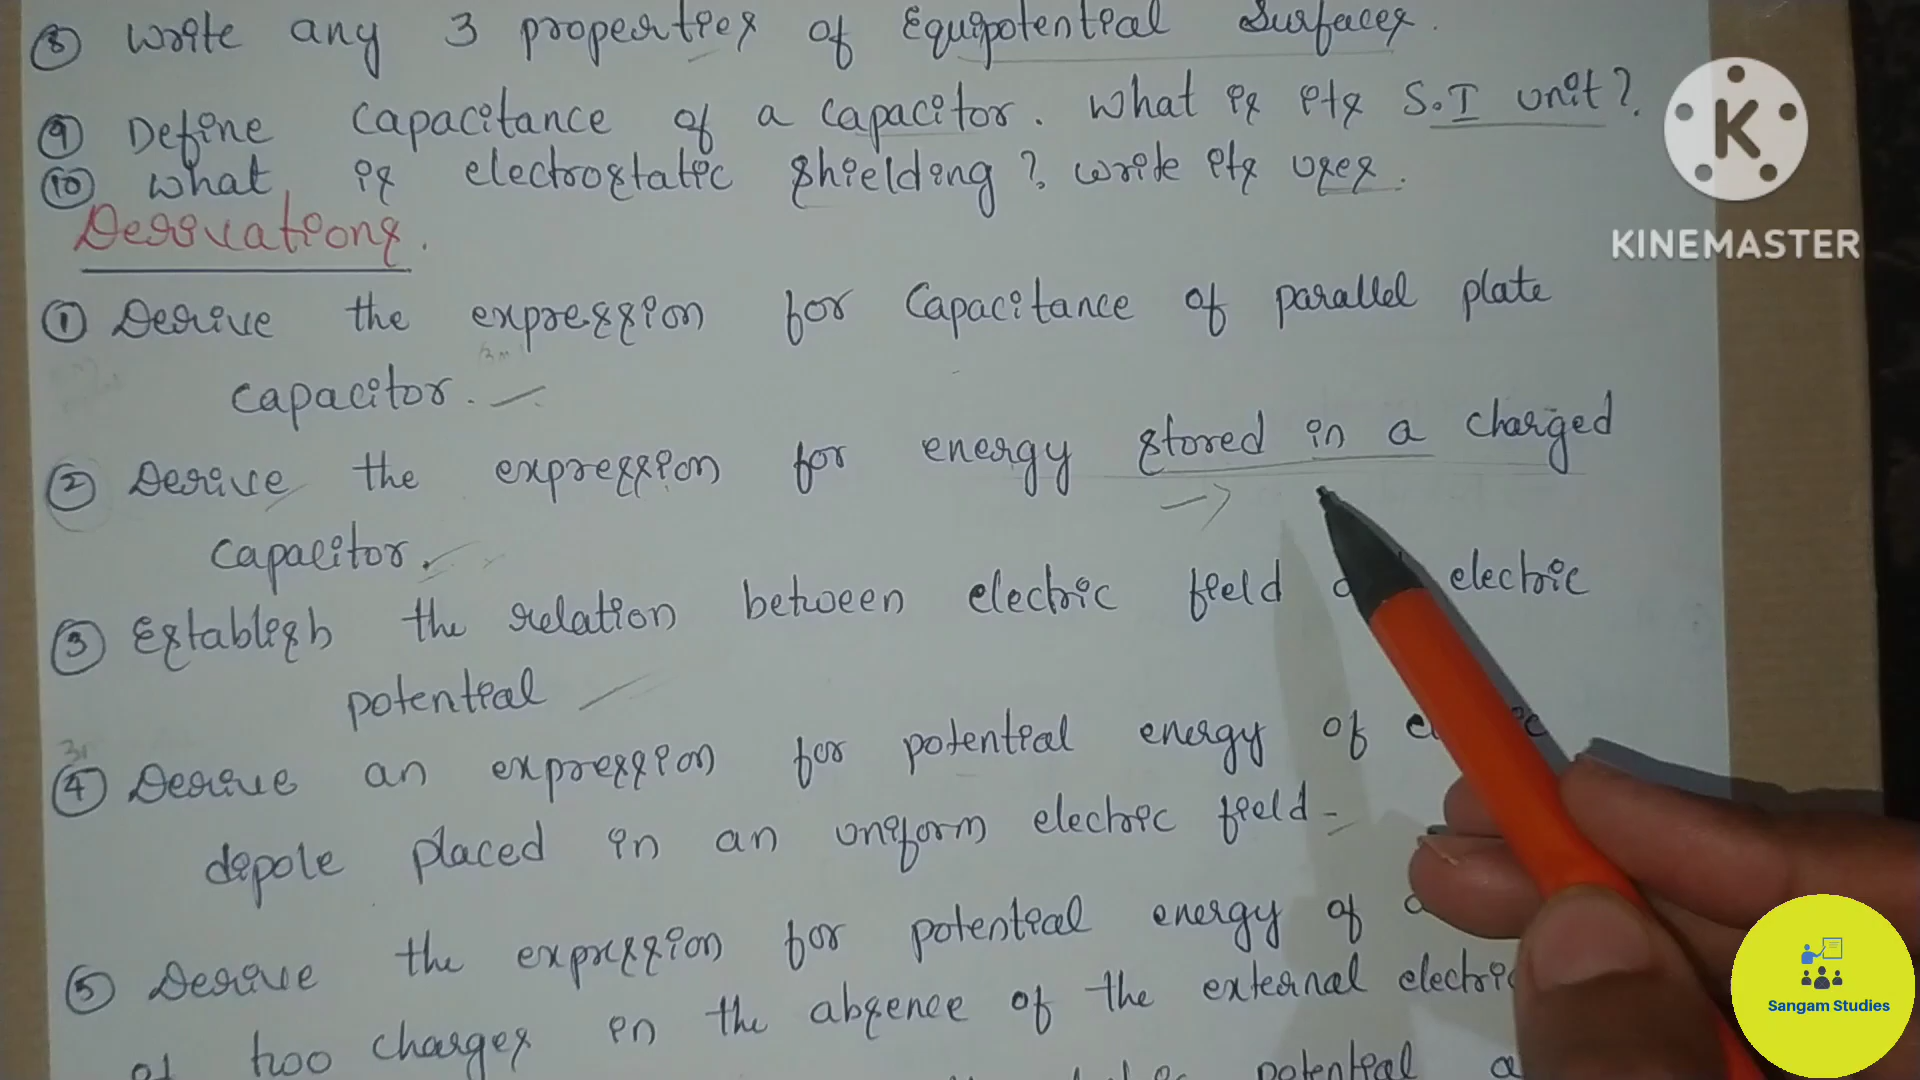 ⑧ Write any 3 properties of Equipotential Surfaces.
⑨ Define Capacitance of a capacitor. What is its S.I unit?
⑩ What is electrostatic shielding? write its uses.
Derivations.
① Derive the expression for Capacitance of parallel plate
capacitor.
② Derive the expression for energy stored in a charged
capacitor.
③ Establish the relation between electric field electric
potential
④ Derive an expression for potential energy of
dipole placed in an uniform electric field
⑤ Derive the expression for potential energy of
of two charges in the absence of the external electric
potential
KINEMASTER
Sangam Studies